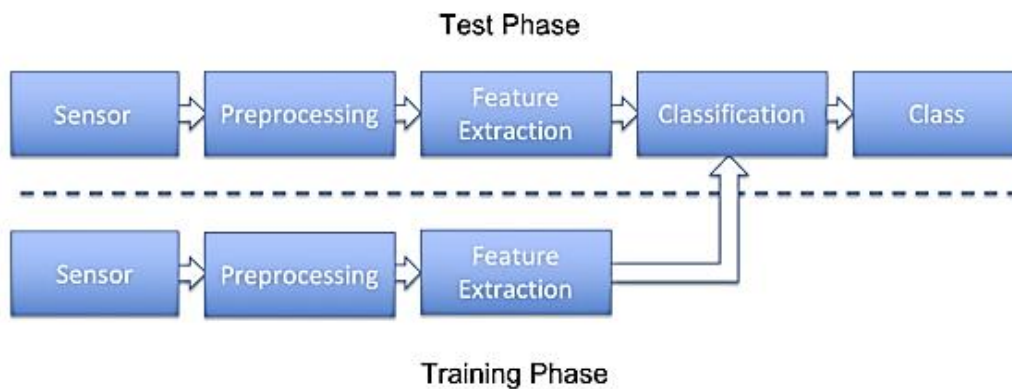 Test Phase
Sensor
Preprocessing
Feature
Extraction
Classification
Class
Sensor
Preprocessing
Feature
Extraction
Training Phase